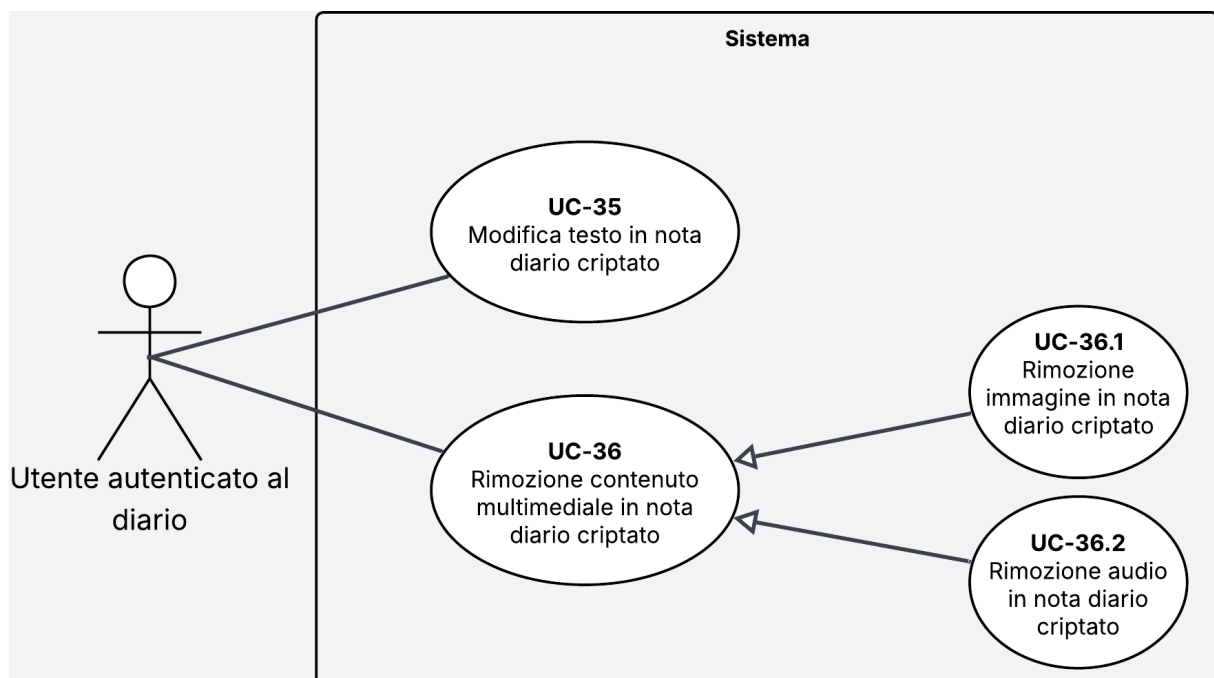 Sistema
UC-35
Modifica testo in nota
diario criptato
Utente autenticato al
diario
UC-36
Rimozione contenuto
multimediale in nota
diario criptato
UC-36.1
Rimozione
immagine in nota
diario criptato
UC-36.2
Rimozione audio
in nota diario
criptato